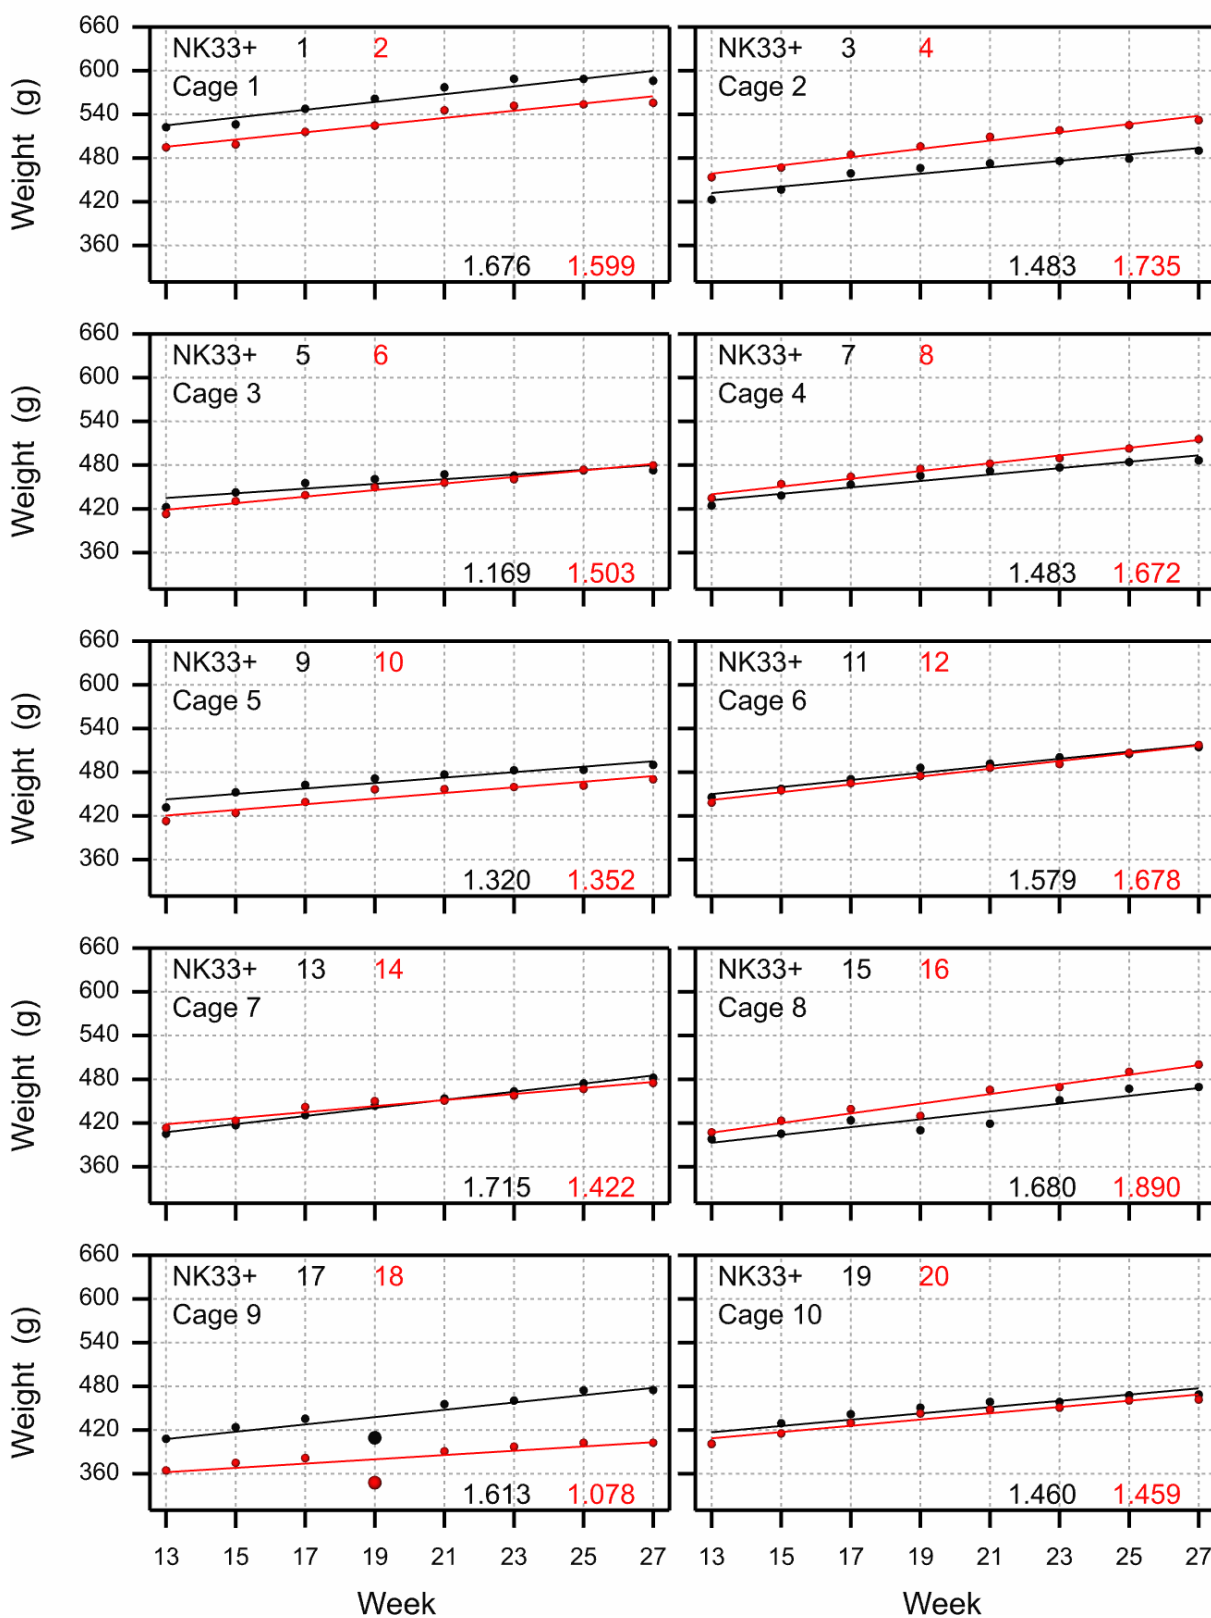 660
NK33+ 1 2
NK33+ 3 4
600
Cage 1
Cage 2
540
480
420
360
Weight (g)
1.676 1.599
1.483 1.735
660
NK33+ 5 6
NK33+ 7 8
600
Cage 3
Cage 4
540
480
420
360
Weight (g)
1.169 1.503
1.483 1.672
660
NK33+ 9 10
NK33+ 11 12
600
Cage 5
Cage 6
540
480
420
360
Weight (g)
1.320 1.352
1.579 1.678
660
NK33+ 13 14
NK33+ 15 16
600
Cage 7
Cage 8
540
480
420
360
Weight (g)
1.715 1.422
1.680 1.890
660
NK33+ 17 18
NK33+ 19 20
600
Cage 9
Cage 10
540
480
420
360
Weight (g)
1.613 1.078
1.460 1.459
13 15 17 19 21 23 25 27
13 15 17 19 21 23 25 27
Week
Week